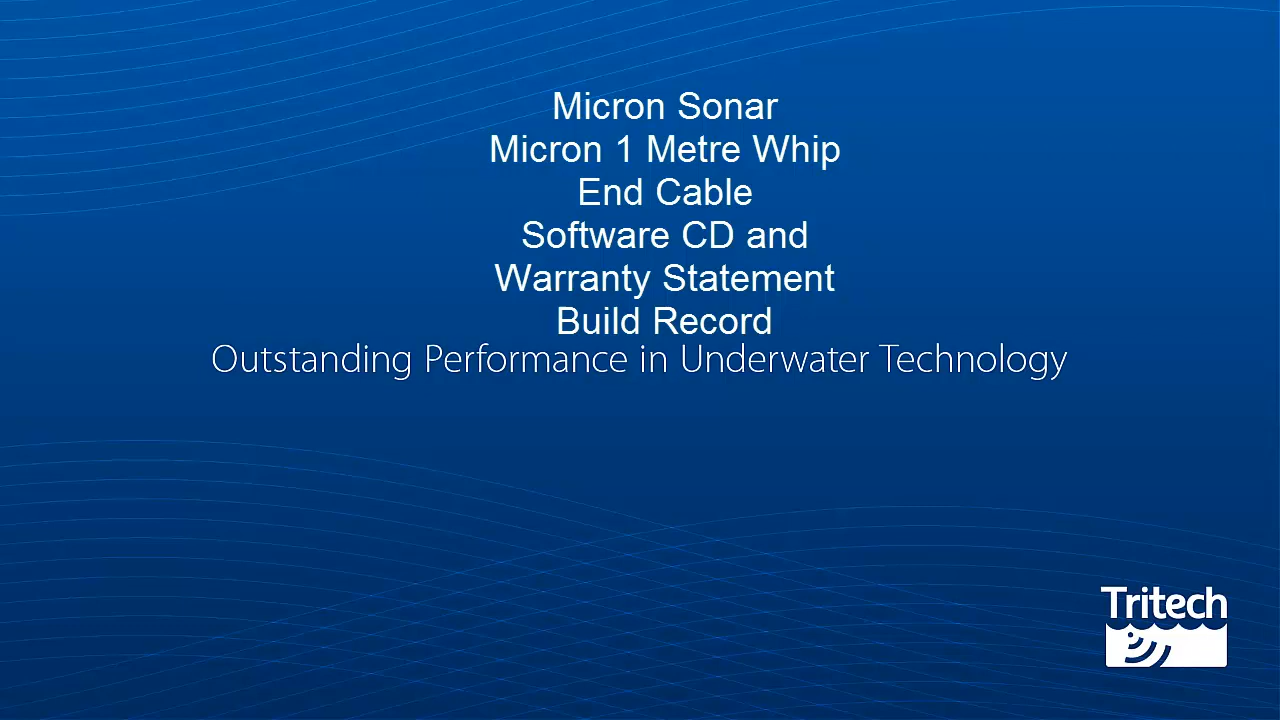 Micron Sonar
Micron 1 Metre Whip
End Cable
Software CD and
Warranty Statement
Build Record
Outstanding Performance in Underwater Technology
Tritech